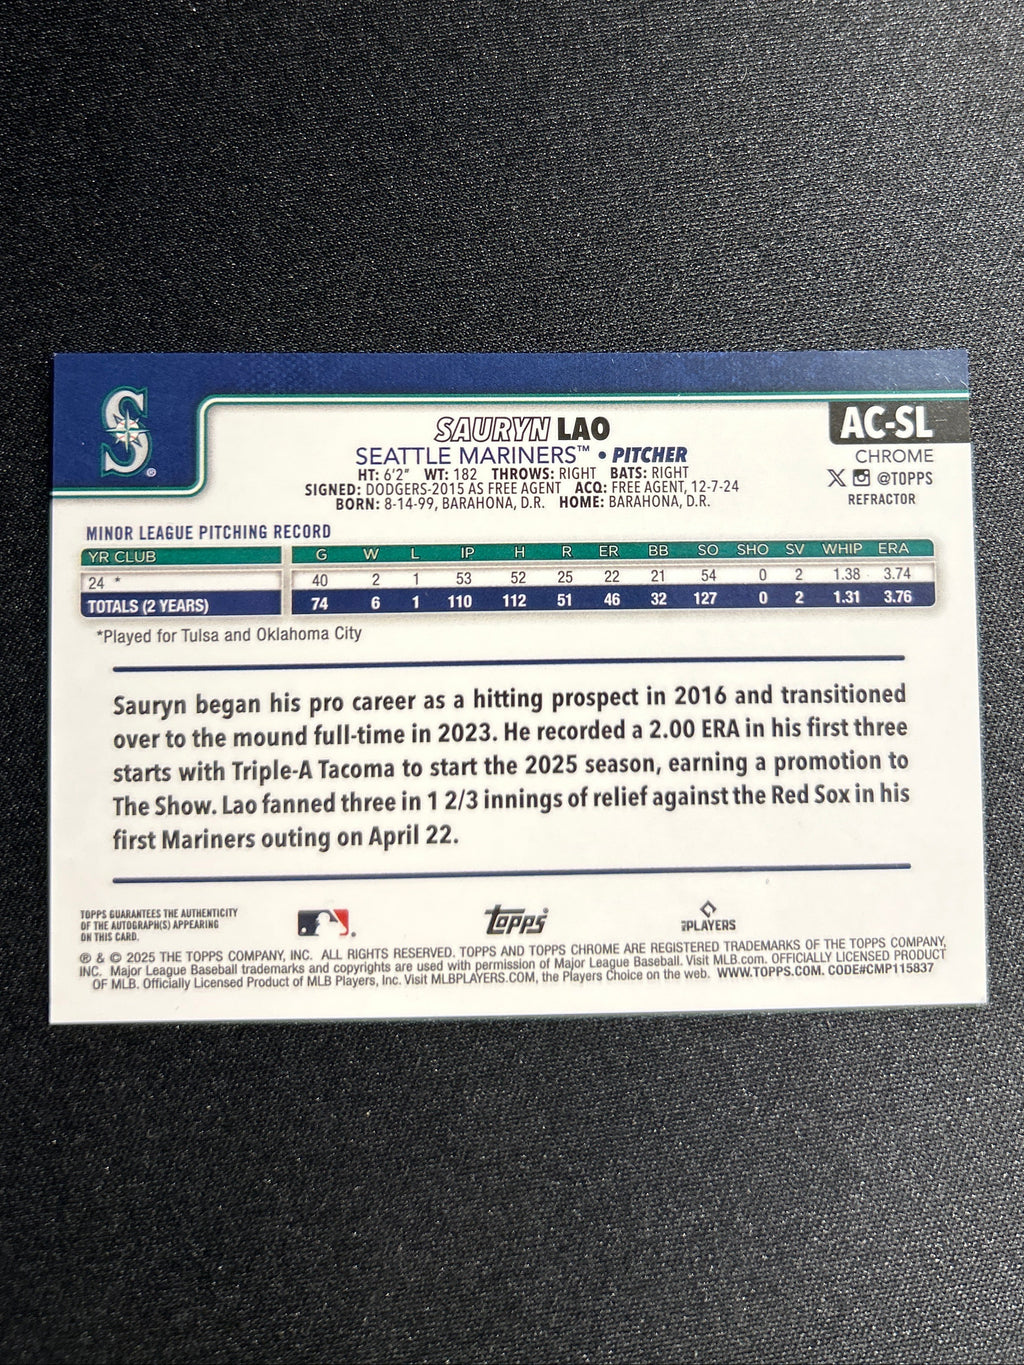 S
®
SAURYN LAO
AC-SL
SEATTLE MARINERS™ • PITCHER
CHROME
HT: 6'2" WT: 182 THROWS: RIGHT BATS: RIGHT
X @TOPPS
SIGNED: DODGERS-2015 AS FREE AGENT ACQ: FREE AGENT, 12-7-24
REFRACTOR
BORN: 8-14-99, BARAHONA, D.R. HOME: BARAHONA, D.R.
MINOR LEAGUE PITCHING RECORD
YR CLUB G W L IP H R ER BB SO SHO SV WHIP ERA
24 * 40 2 1 53 52 25 22 21 54 0 2 1.38 3.74
TOTALS (2 YEARS) 74 6 1 110 112 51 46 32 127 0 2 1.31 3.76
*Played for Tulsa and Oklahoma City
Sauryn began his pro career as a hitting prospect in 2016 and transitioned
over to the mound full-time in 2023. He recorded a 2.00 ERA in his first three
starts with Triple-A Tacoma to start the 2025 season, earning a promotion to
The Show. Lao fanned three in 1 2/3 innings of relief against the Red Sox in his
first Mariners outing on April 22.
TOPPS GUARANTEES THE AUTHENTICITY
OF THE AUTOGRAPH(S) APPEARING
ON THIS CARD.
topps
PLAYERS
® & © 2025 THE TOPPS COMPANY, INC. ALL RIGHTS RESERVED. TOPPS AND TOPPS CHROME ARE REGISTERED TRADEMARKS OF THE TOPPS COMPANY,
INC. Major League Baseball trademarks and copyrights are used with permission of Major League Baseball. Visit MLB.com. OFFICIALLY LICENSED PRODUCT
OF MLB. Officially Licensed Product of MLB Players, Inc. Visit MLBPLAYERS.COM, the Players Choice on the web. WWW.TOPPS.COM. CODE#CMP115837